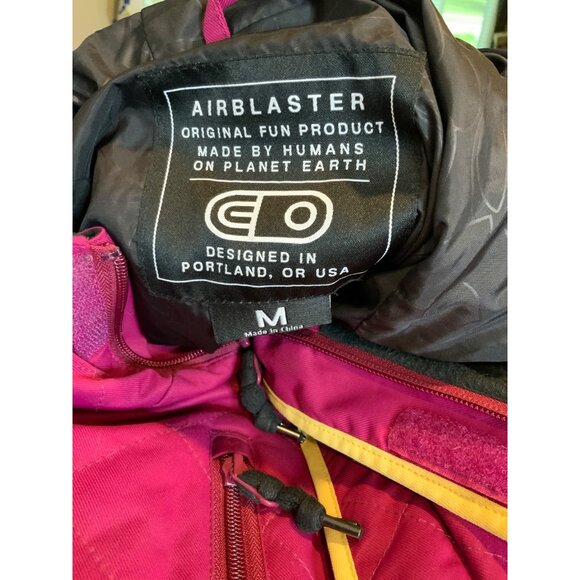 AIRBLASTER
ORIGINAL FUN PRODUCT
MADE BY HUMANS
ON PLANET EARTH
DESIGNED IN
PORTLAND, OR USA
M
Made in China